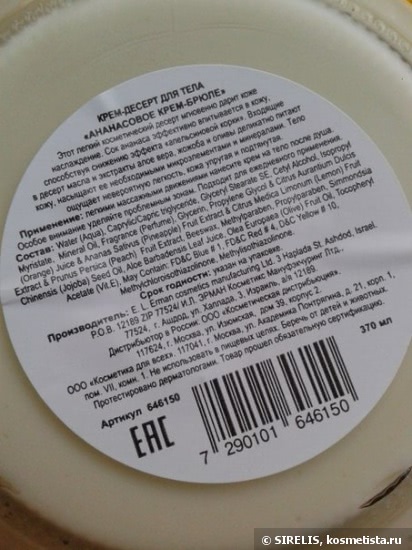 КРЕМ-ДЕСЕРТ ДЛЯ ТЕЛА
«АНАНАСОВОЕ КРЕМ-БРЮЛЕ»
Этот легкий косметический десерт мгновенно дарит коже
наслаждение. Сок ананаса эффективно впитывается в кожу,
способствуя снижению эффекта «апельсиновой корки». Входящие
в десерт масла и экстракты алоэ вера, жожоба и оливы деликатно питают
кожу, насыщают ее необходимыми микроэлементами и минералами. Тело
ощущает невероятную легкость, кожа упругая и подтянутая.
Применение: легкими массажными движениями нанесите крем на тело после душа.
Особое внимание уделяйте проблемным зонам. Подходит для ежедневного применения.
Состав: Water (Aqua), Caprylic/Capric triglyceride, Glyceryl Stearate SE, Cetyl Alcohol, Isopropyl
Myristate, Mineral Oil, Fragrance (Perfume), Glycerin, Propylene Glycol & Citrus Aurantium Dulcis
(Orange) Juice & Ananas Sativus (Pineapple) Fruit Extract & Citrus Medica Limonum (Lemon) Fruit
Extract & Prunus Persica (Peach) Fruit Extract, Beeswax, Methylparaben, Propylparaben, Simmondsia
Chinensis (Jojoba) Seed Oil, Aloe Barbadensis Leaf Juice, Olea Europaea (Olive) Fruit Oil, Tocopheryl
Acetate (Vit.E), May Contain: FD&C Blue # 1, FD&C Red # 4, D&C Yellow # 10,
Methylchloroisothiazolinone, Methylisothiazolinone.
Срок годности: указан на упаковке.
Производитель: E. L. Erman cosmetics manufacturing Ltd, 3 Haplada St. Ashdod, Israel.
P.O.B. 12189 ZIP 77524/ И.Л. ЭРМАН Косметикс Мануфэкчуринг Лтд.,
77524, г. Ашдод, ул. Хаплада, 3. Израиль, а/я 12189.
Дистрибьютор в России: ООО «Косметическая дистрибьюция».
117624, г. Москва, ул. Изюмская, дом 39, корпус 2.
ООО «Косметика для всех». 117041, г. Москва, ул. Академика Понтрягина, д. 21, корп. 1,
пом. VII, комн. 1. Не использовать в пищевых целях. Беречь от детей и животных.
Протестировано дерматологами. Товар прошел обязательную сертификацию.
370 мл
Артикул 646150
EAC
7 290101 646150
© SIRELIS, kosmetista.ru